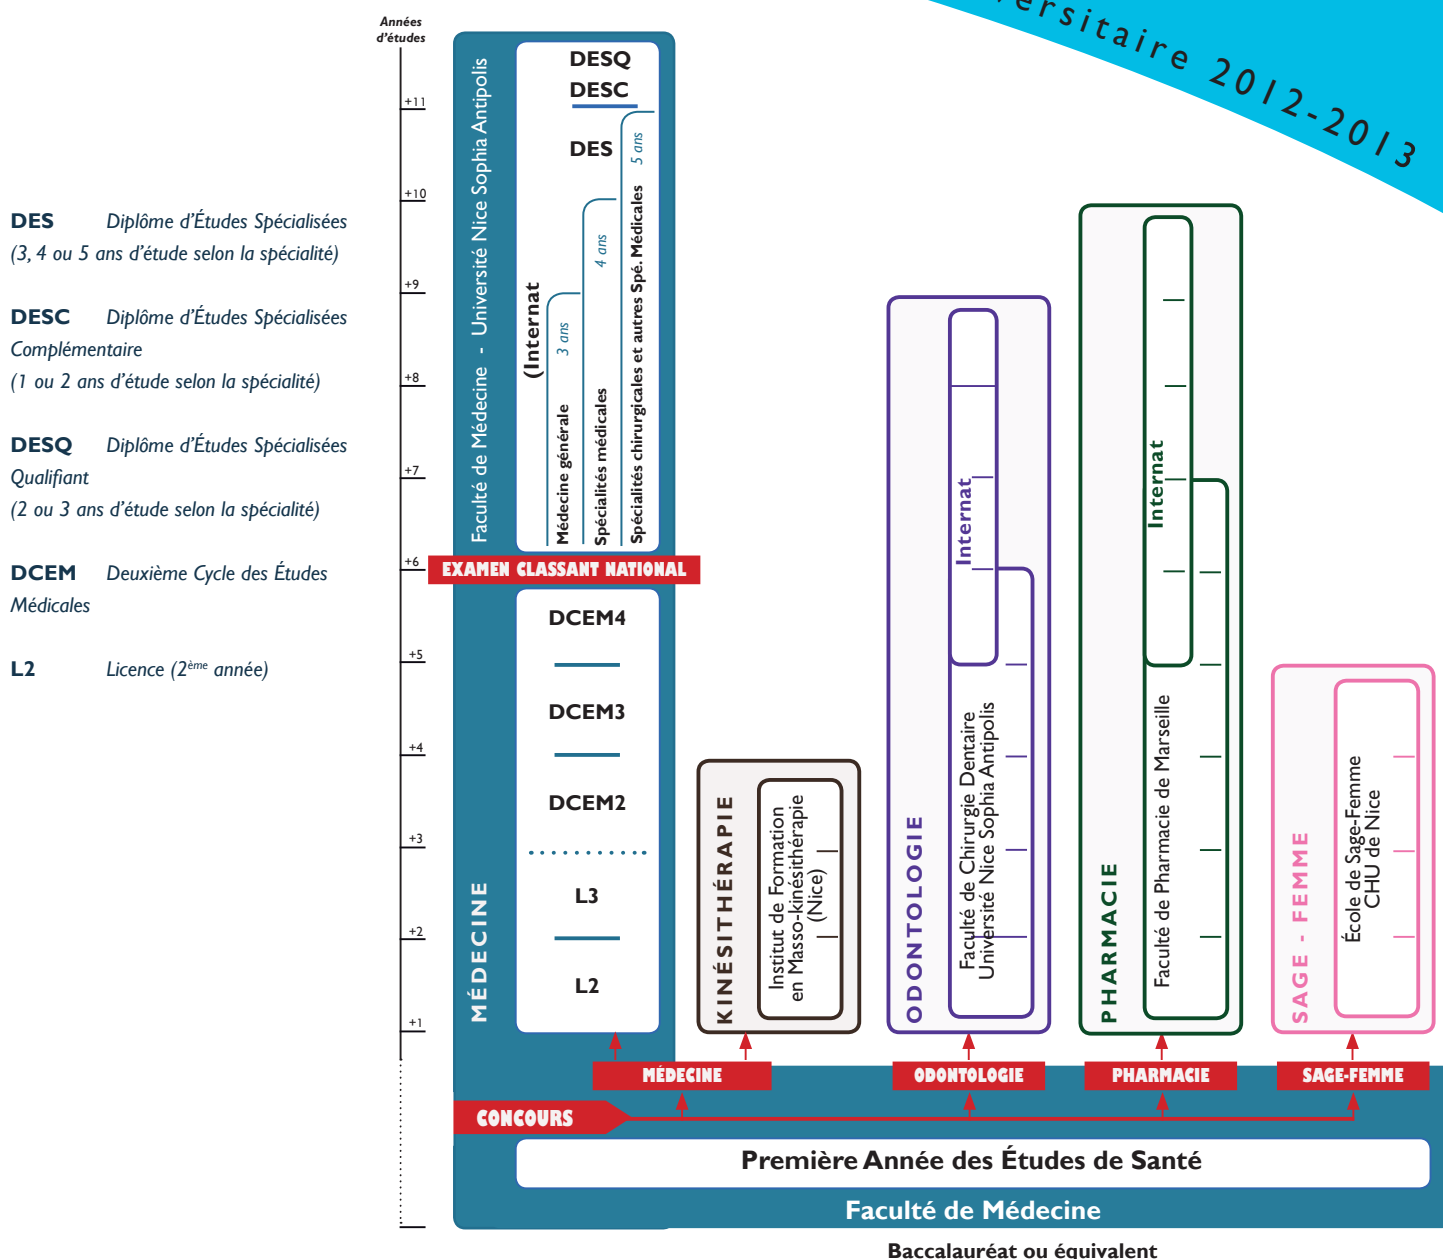 ersitaire 2012-2013
Années
d'études
+11
+10
+9
+8
+7
+6
+5
+4
+3
+2
+1
DES Diplôme d'Études Spécialisées
(3, 4 ou 5 ans d'étude selon la spécialité)
DESC Diplôme d'Études Spécialisées
Complémentaire
(1 ou 2 ans d'étude selon la spécialité)
DESQ Diplôme d'Études Spécialisées
Qualifiant
(2 ou 3 ans d'étude selon la spécialité)
DCEM Deuxième Cycle des Études
Médicales
L2 Licence (2ème année)
MÉDECINE
Faculté de Médecine - Université Nice Sophia Antipolis
DESQ
DESC
DES
(Internat
3 ans
4 ans
5 ans
Médecine générale
Spécialités médicales
Spécialités chirurgicales et autres Spé. Médicales
EXAMEN CLASSANT NATIONAL
DCEM4
DCEM3
DCEM2
L3
L2
KINÉSITHÉRAPIE
Institut de Formation
en Masso-kinésithérapie
(Nice)
ODONTOLOGIE
Internat
Faculté de Chirurgie Dentaire
Université Nice Sophia Antipolis
PHARMACIE
Internat
Faculté de Pharmacie de Marseille
SAGE - FEMME
École de Sage-Femme
CHU de Nice
MÉDECINE
ODONTOLOGIE
PHARMACIE
SAGE-FEMME
CONCOURS
Première Année des Études de Santé
Faculté de Médecine
Baccalauréat ou équivalent